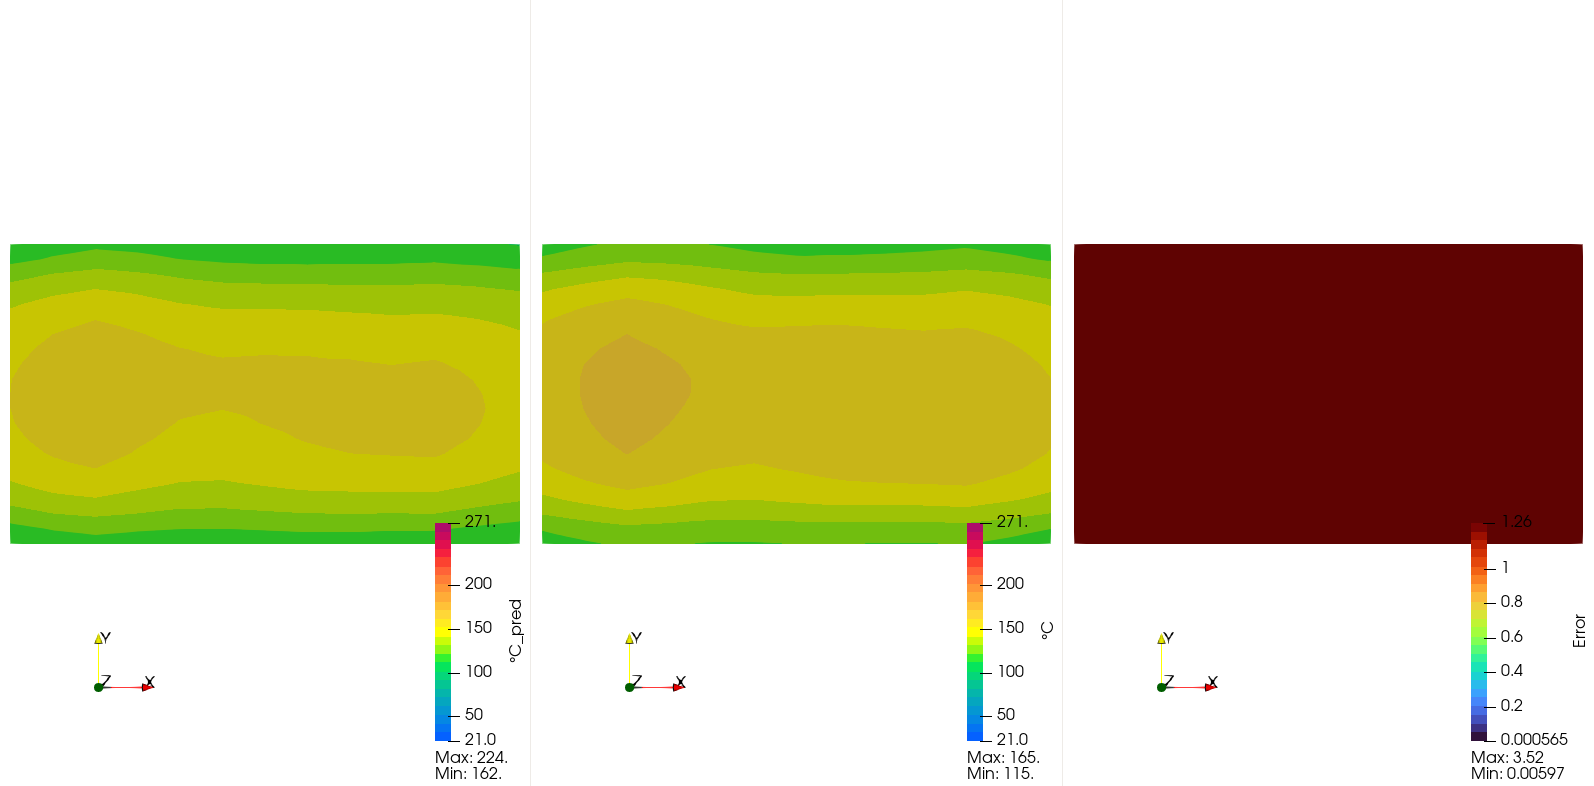 271.
200
150
100
50
21.0
°C_pred
Max: 224.
Min: 162.
Y
Z
X
271.
200
150
100
50
21.0
°C
Max: 165.
Min: 115.
Y
Z
X
1.26
1
0.8
0.6
0.4
0.2
0.000565
Error
Max: 3.52
Min: 0.00597
Y
Z
X